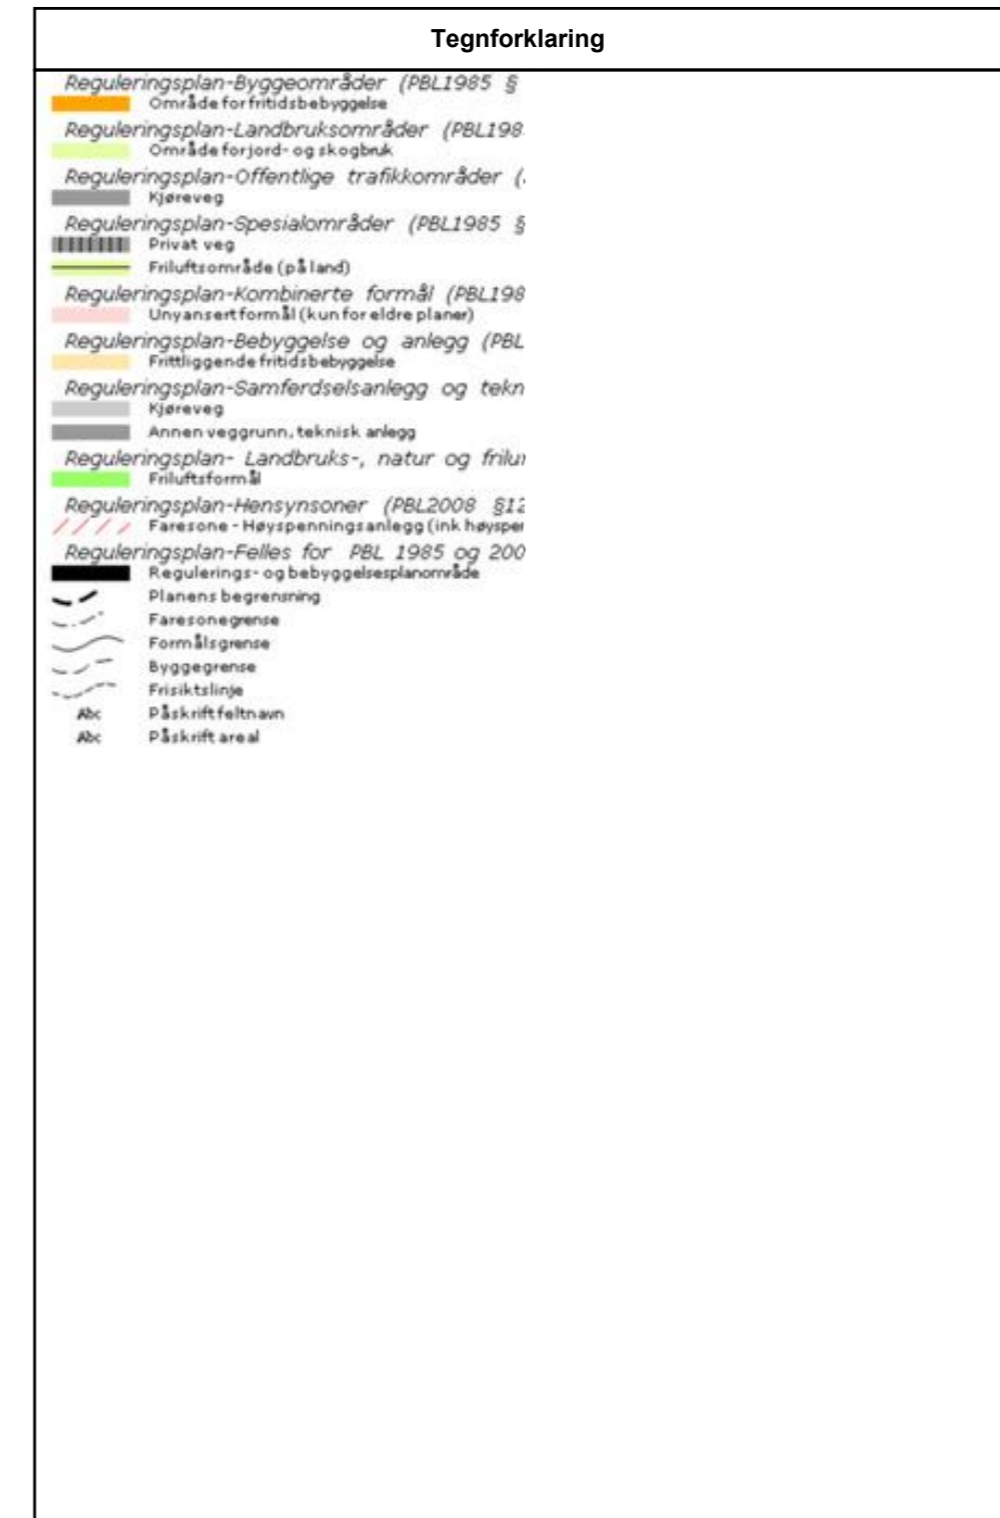 Tegnforklaring
Reguleringsplan-Byggeområder (PBL1985 §
Område for fritidsbebyggelse
Reguleringsplan-Landbruksområder (PBL198
Område for jord- og skogbruk
Reguleringsplan-Offentlige trafikkområder (
Kjøreveg
Reguleringsplan-Spesialområder (PBL1985 §
Privat veg
Friluftsområde (på land)
Reguleringsplan-Kombinerte formål (PBL198
Unyansert formål (kun for eldre planer)
Reguleringsplan-Bebyggelse og anlegg (PBL
Frittliggende fritidsbebyggelse
Reguleringsplan-Samferdselsanlegg og tekn
Kjøreveg
Annen veggrunn, teknisk anlegg
Reguleringsplan- Landbruks-, natur og friluf
Friluftsformål
Reguleringsplan-Hensynsoner (PBL2008 §12
Faresone - Høyspenningsanlegg (ink høyspen
Reguleringsplan-Felles for PBL 1985 og 200
Regulerings- og bebyggelsesplanområde
Planens begrensning
Faresonegrense
Formålsgrense
Byggegrense
Frisiktslinje
Abc Påskrift feltnavn
Abc Påskrift areal